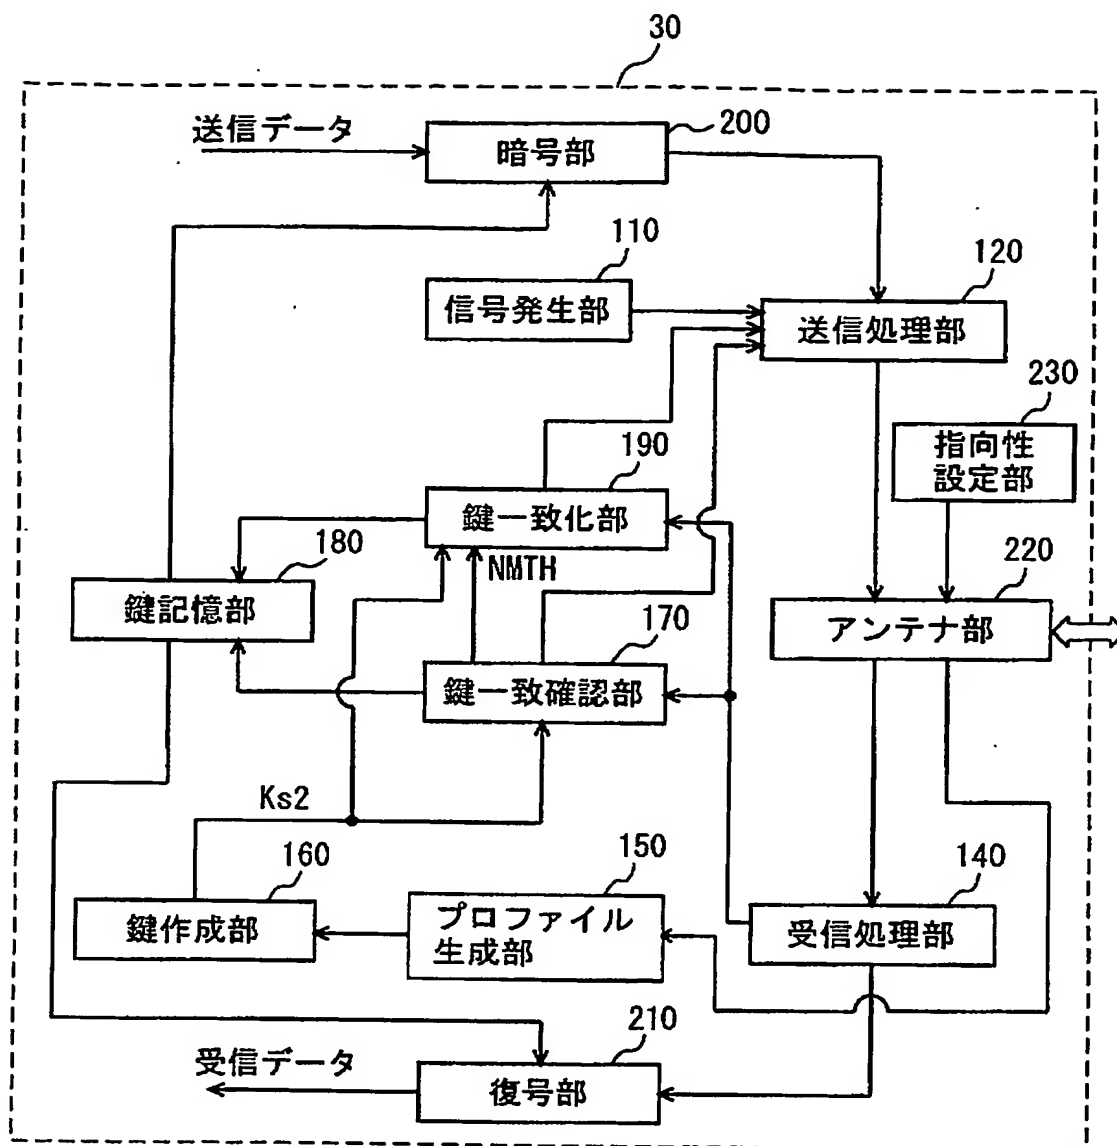 30
送信データ
200
暗号部
110
信号発生部
120
送信処理部
230
指向性
設定部
190
鍵一致化部
180
NMTH
220
鍵記憶部
170
アンテナ部
鍵一致確認部
Ks2
160
150
140
鍵作成部
プロファイル
生成部
受信処理部
210
受信データ
復号部